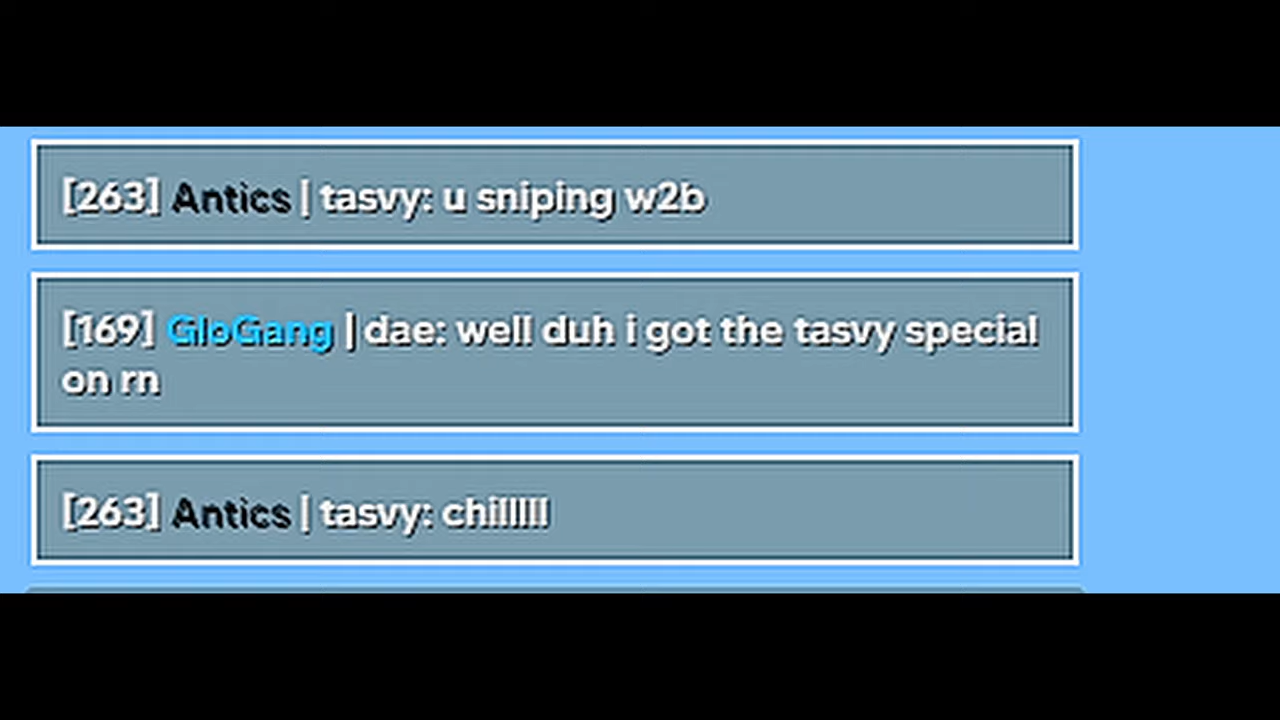 [263] Antics | tasvy: u sniping w2b
[169] GloGang | dae: well duh i got the tasvy special
on rn
[263] Antics | tasvy: chillllll